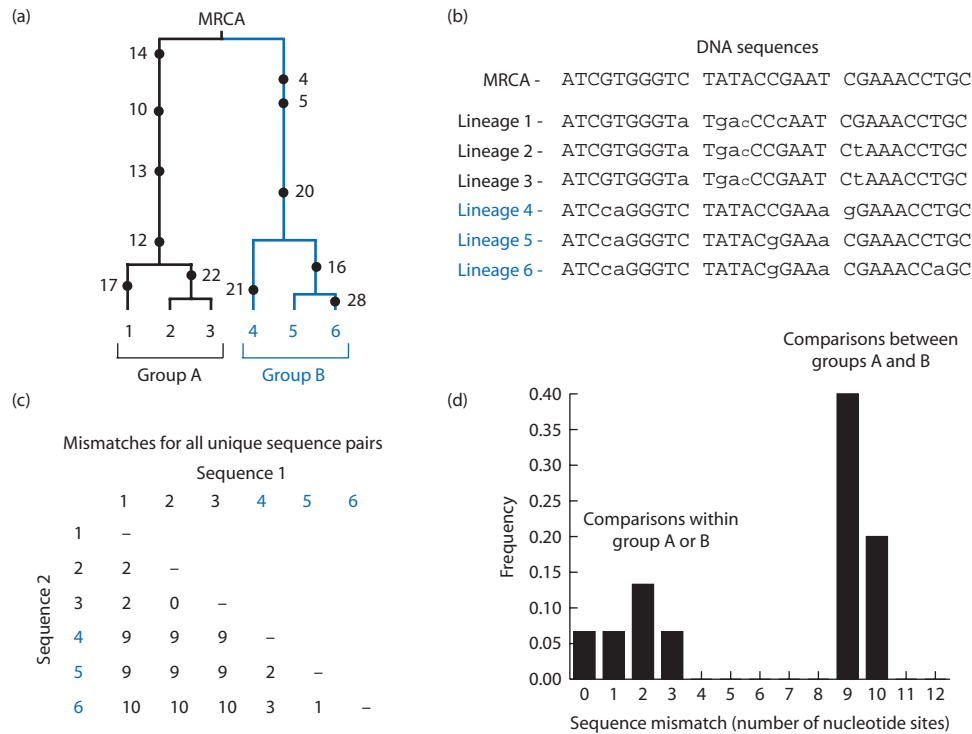 (a)
MRCA
14
4
5
10
13
20
12
17
22
16
21
28
1 2 3 4 5 6
Group A Group B
(b)
DNA sequences
MRCA - ATCGTGGGTC TATACCGAAT CGAAACCTGC
Lineage 1 - ATCGTGGGTa TgacCCcAAT CGAAACCTGC
Lineage 2 - ATCGTGGGTa TgacCCGAAT CtAAACCTGC
Lineage 3 - ATCGTGGGTa TgacCCGAAT CtAAACCTGC
Lineage 4 - ATCcaGGGTC TATACCGAAa gGAAACCTGC
Lineage 5 - ATCcaGGGTC TATACgGAAa CGAAACCTGC
Lineage 6 - ATCcaGGGTC TATACgGAAa CGAAACCaGC
(c)
Mismatches for all unique sequence pairs
Sequence 1
1 2 3 4 5 6
Sequence 2
1 –
2 2 –
3 2 0 –
4 9 9 9 –
5 9 9 9 2 –
6 10 10 10 3 1 –
(d)
Comparisons between
groups A and B
Comparisons within
group A or B
Frequency
0.40
0.35
0.30
0.25
0.20
0.15
0.10
0.05
0.00
0 1 2 3 4 5 6 7 8 9 10 11 12
Sequence mismatch (number of nucleotide sites)